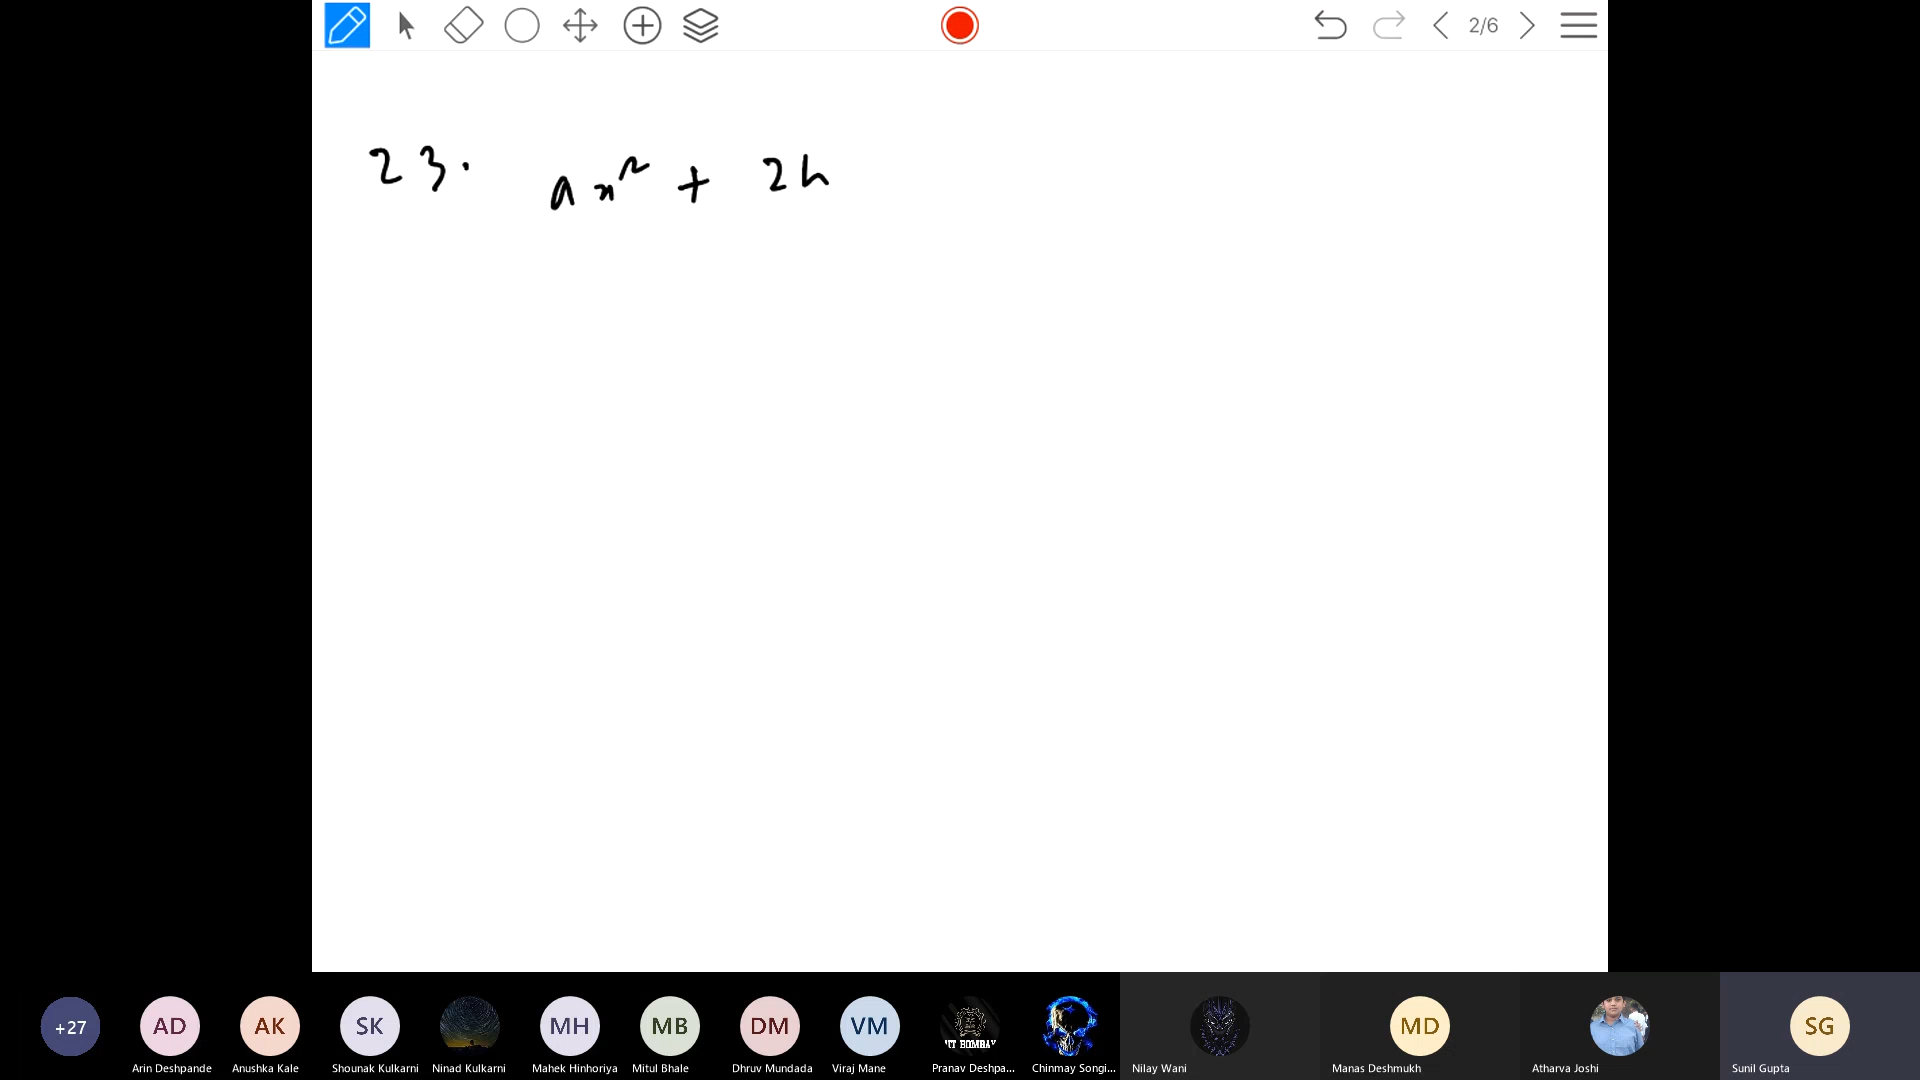 2/6
23. ax² + 2h
+27 AD AK SK MH MB DM VM IIT BOMBAY MD SG
Arin Deshpande Anushka Kale Shounak Kulkarni Ninad Kulkarni Mahek Hinhoriya Mitul Bhale Dhruv Mundada Viraj Mane Pranav Deshpa... Chinmay Songi... Nilay Wani Manas Deshmukh Atharva Joshi Sunil Gupta